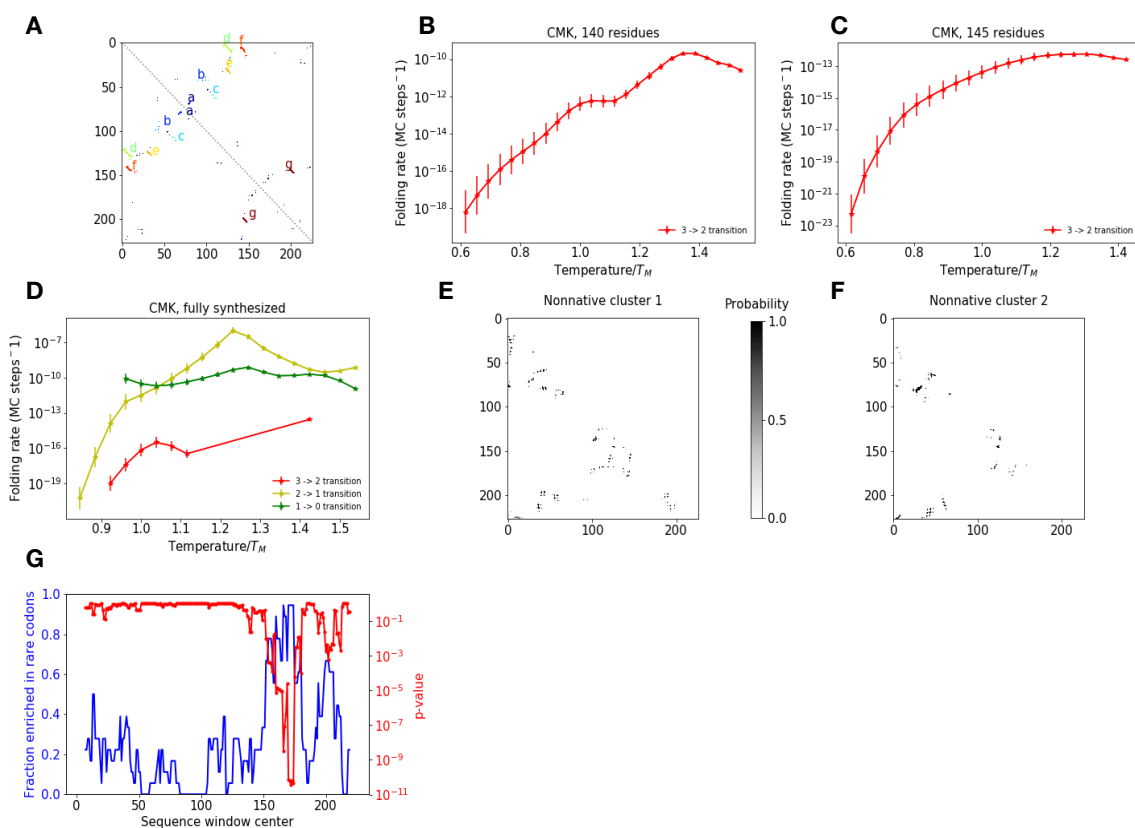 A
0
50
100
150
200
0
50
100
150
200
d
f
e
b
c
a
a
b
c
d
e
f
g
g
B
CMK, 140 residues
Folding rate (MC steps⁻1)
10⁻10
10⁻12
10⁻14
10⁻16
10⁻18
0.6
0.8
1.0
1.2
1.4
Temperature/T_M
3 -> 2 transition
C
CMK, 145 residues
Folding rate (MC steps⁻1)
10⁻13
10⁻15
10⁻17
10⁻19
10⁻21
10⁻23
0.6
0.8
1.0
1.2
1.4
Temperature/T_M
3 -> 2 transition
D
CMK, fully synthesized
Folding rate (MC steps⁻1)
10⁻7
10⁻10
10⁻13
10⁻16
10⁻19
0.9
1.0
1.1
1.2
1.3
1.4
1.5
Temperature/T_M
3 -> 2 transition
2 -> 1 transition
1 -> 0 transition
E
Nonnative cluster 1
0
50
100
150
200
0
100
200
Probability
1.0
0.5
0.0
F
Nonnative cluster 2
0
50
100
150
200
0
100
200
G
Fraction enriched in rare codons
1.0
0.8
0.6
0.4
0.2
0.0
0
50
100
150
200
Sequence window center
10⁻1
10⁻3
10⁻5
10⁻7
10⁻9
10⁻11
p-value